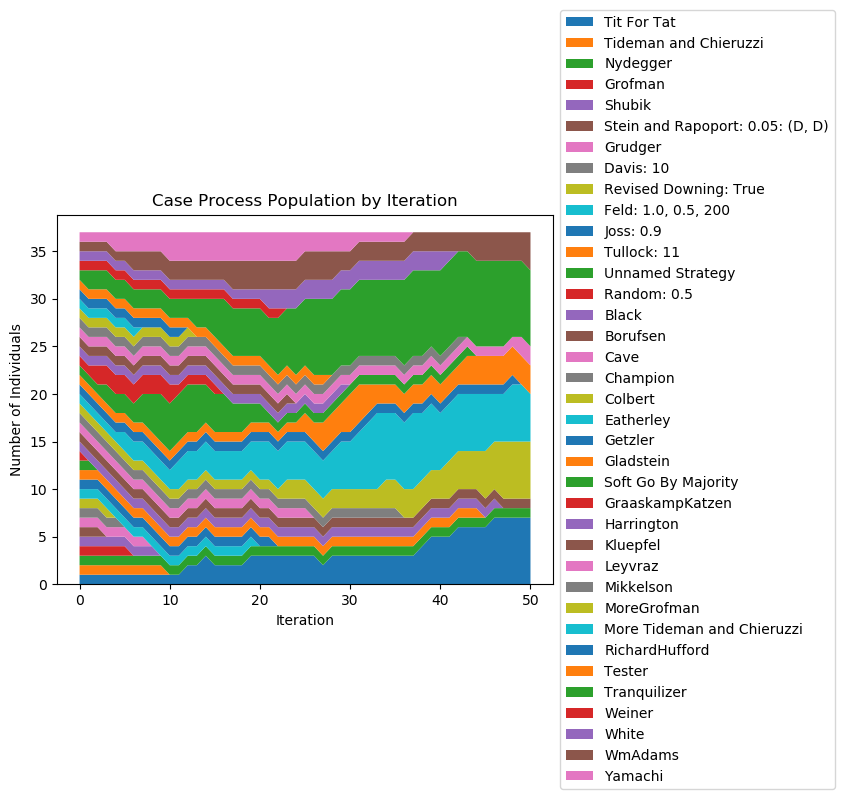 Case Process Population by Iteration
Number of Individuals
35
30
25
20
15
10
5
0
0 10 20 30 40 50
Iteration
Tit For Tat
Tideman and Chieruzzi
Nydegger
Grofman
Shubik
Stein and Rapoport: 0.05: (D, D)
Grudger
Davis: 10
Revised Downing: True
Feld: 1.0, 0.5, 200
Joss: 0.9
Tullock: 11
Unnamed Strategy
Random: 0.5
Black
Borufsen
Cave
Champion
Colbert
Eatherley
Getzler
Gladstein
Soft Go By Majority
GraaskampKatzen
Harrington
Kluepfel
Leyvraz
Mikkelson
MoreGrofman
More Tideman and Chieruzzi
RichardHufford
Tester
Tranquilizer
Weiner
White
WmAdams
Yamachi